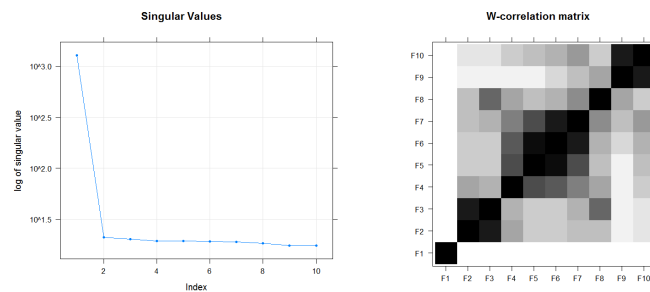 Singular Values
log of singular value
10^3.0
10^2.5
10^2.0
10^1.5
2
4
6
8
10
Index
W-correlation matrix
F10
F9
F8
F7
F6
F5
F4
F3
F2
F1
F1 F2 F3 F4 F5 F6 F7 F8 F9 F10